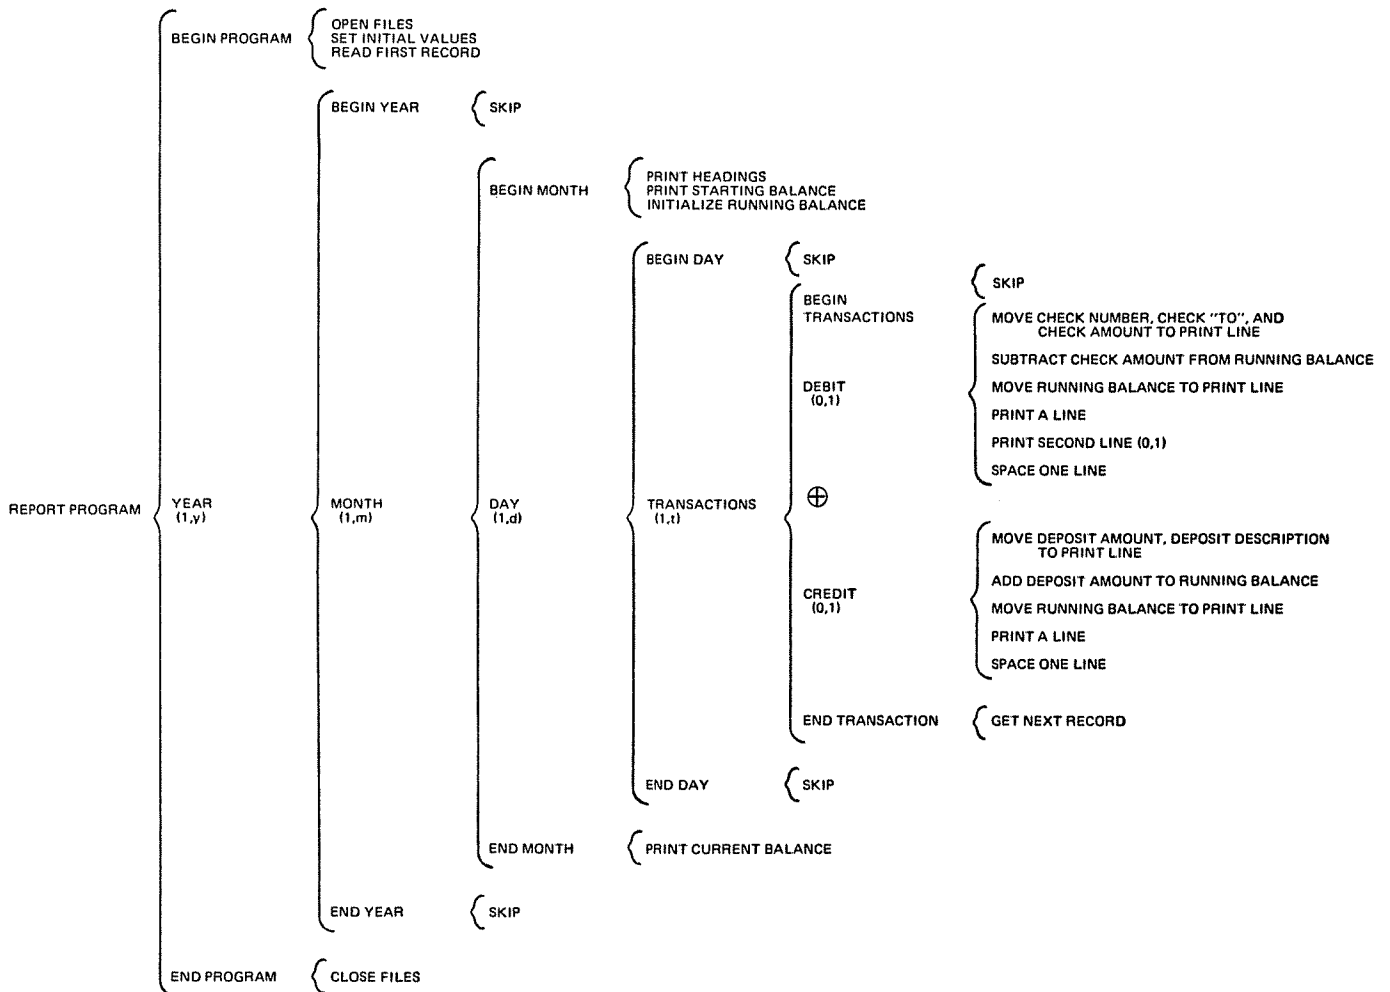 BEGIN PROGRAM
OPEN FILES
SET INITIAL VALUES
READ FIRST RECORD
BEGIN YEAR
SKIP
BEGIN MONTH
PRINT HEADINGS
PRINT STARTING BALANCE
INITIALIZE RUNNING BALANCE
BEGIN DAY
SKIP
BEGIN
TRANSACTIONS
SKIP
DEBIT
(0,1)
MOVE CHECK NUMBER, CHECK "TO", AND
CHECK AMOUNT TO PRINT LINE
SUBTRACT CHECK AMOUNT FROM RUNNING BALANCE
MOVE RUNNING BALANCE TO PRINT LINE
PRINT A LINE
PRINT SECOND LINE (0,1)
SPACE ONE LINE
REPORT PROGRAM
YEAR
(1,y)
MONTH
(1,m)
DAY
(1,d)
TRANSACTIONS
(1,t)
⊕
CREDIT
(0,1)
MOVE DEPOSIT AMOUNT, DEPOSIT DESCRIPTION
TO PRINT LINE
ADD DEPOSIT AMOUNT TO RUNNING BALANCE
MOVE RUNNING BALANCE TO PRINT LINE
PRINT A LINE
SPACE ONE LINE
END TRANSACTION
GET NEXT RECORD
END DAY
SKIP
END MONTH
PRINT CURRENT BALANCE
END YEAR
SKIP
END PROGRAM
CLOSE FILES